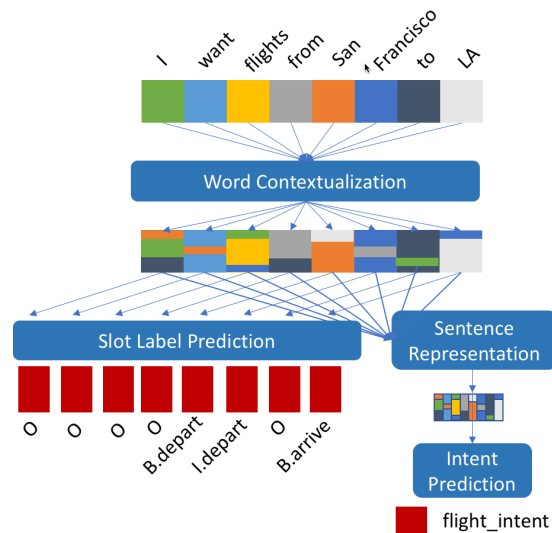 I want flights from San Francisco to LA
Word Contextualization
Slot Label Prediction
Sentence
Representation
O O O O B.depart I.depart O B.arrive
Intent
Prediction
flight_intent